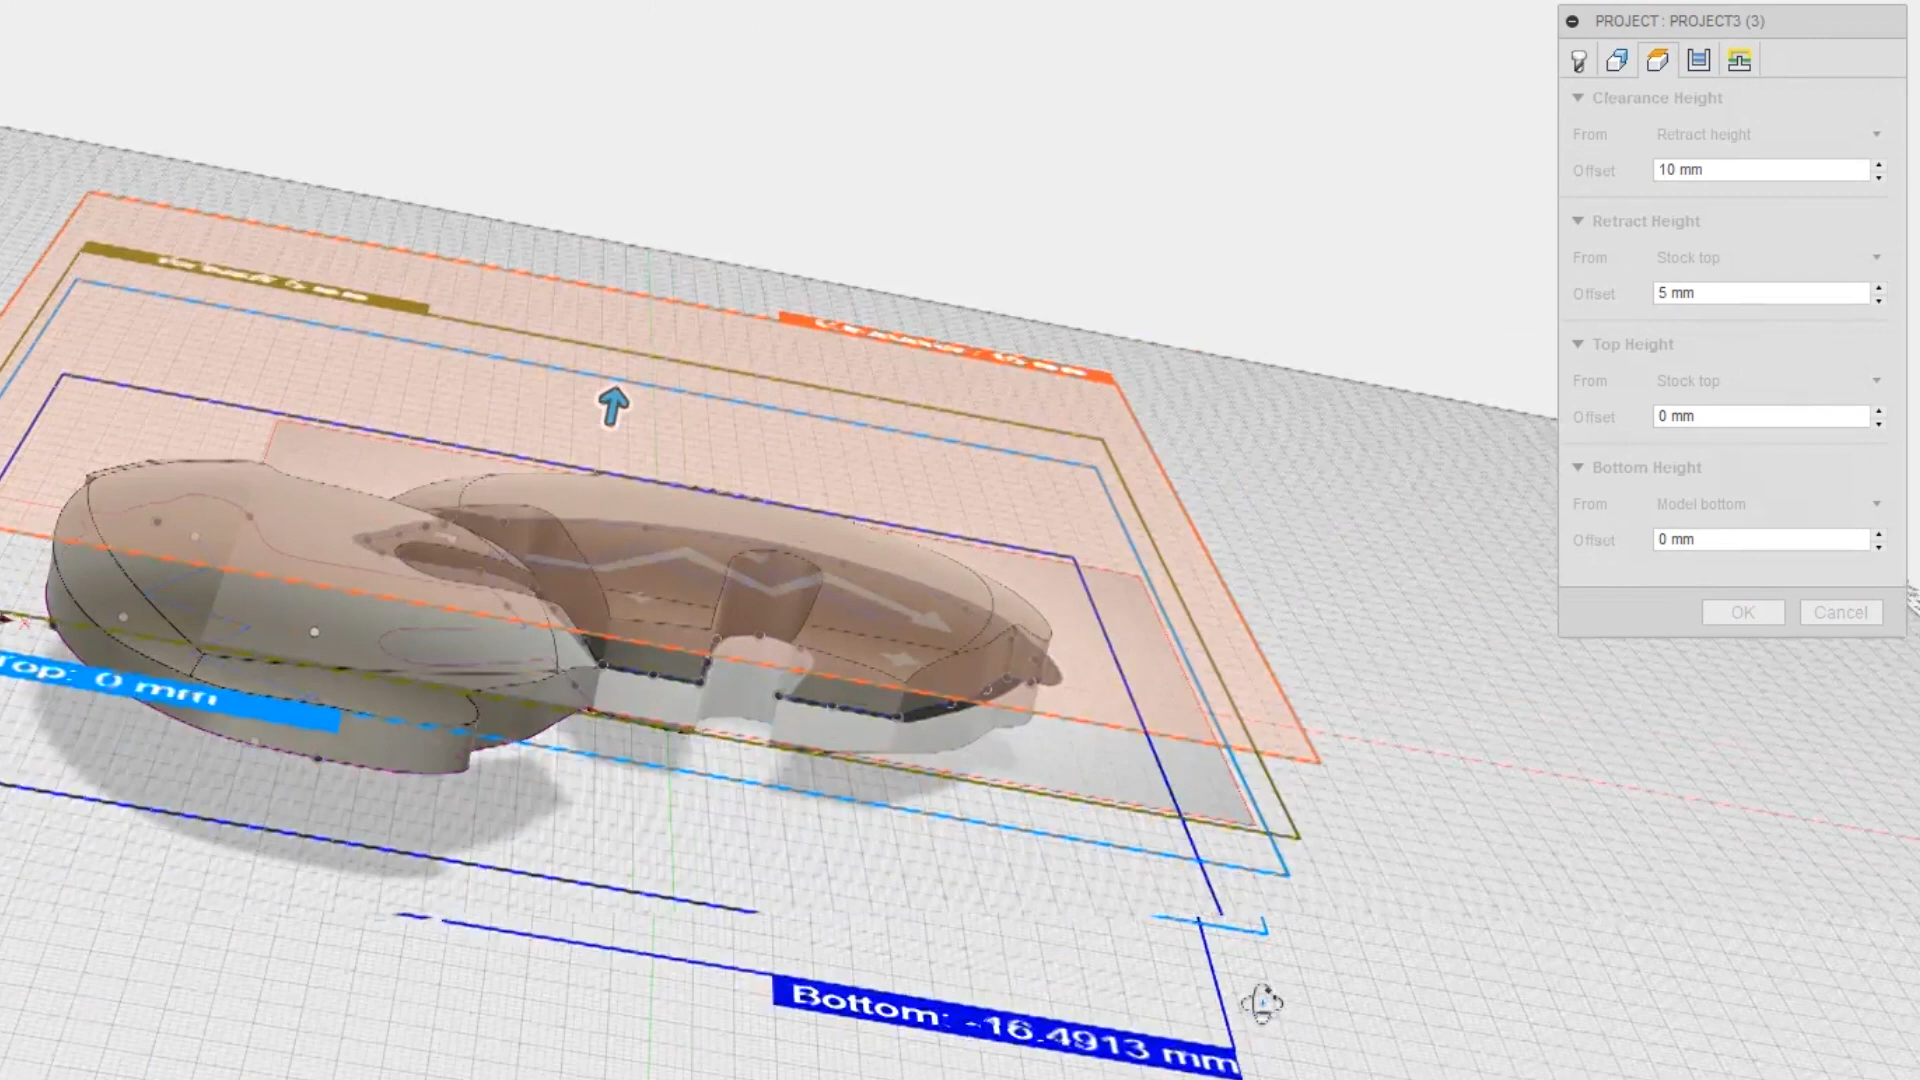 PROJECT : PROJECT3 (3)
Clearance Height
From Retract height
Offset 10 mm
Retract Height
From Stock top
Offset 5 mm
Top Height
From Stock top
Offset 0 mm
Bottom Height
From Model bottom
Offset 0 mm
OK Cancel
Top: 0 mm
Bottom: -16.4913 mm